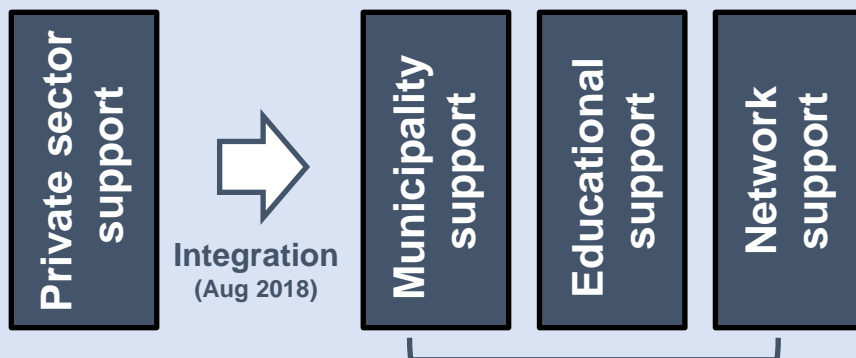 Private sector
support
Integration
(Aug 2018)
Municipality
support
Educational
support
Network
support